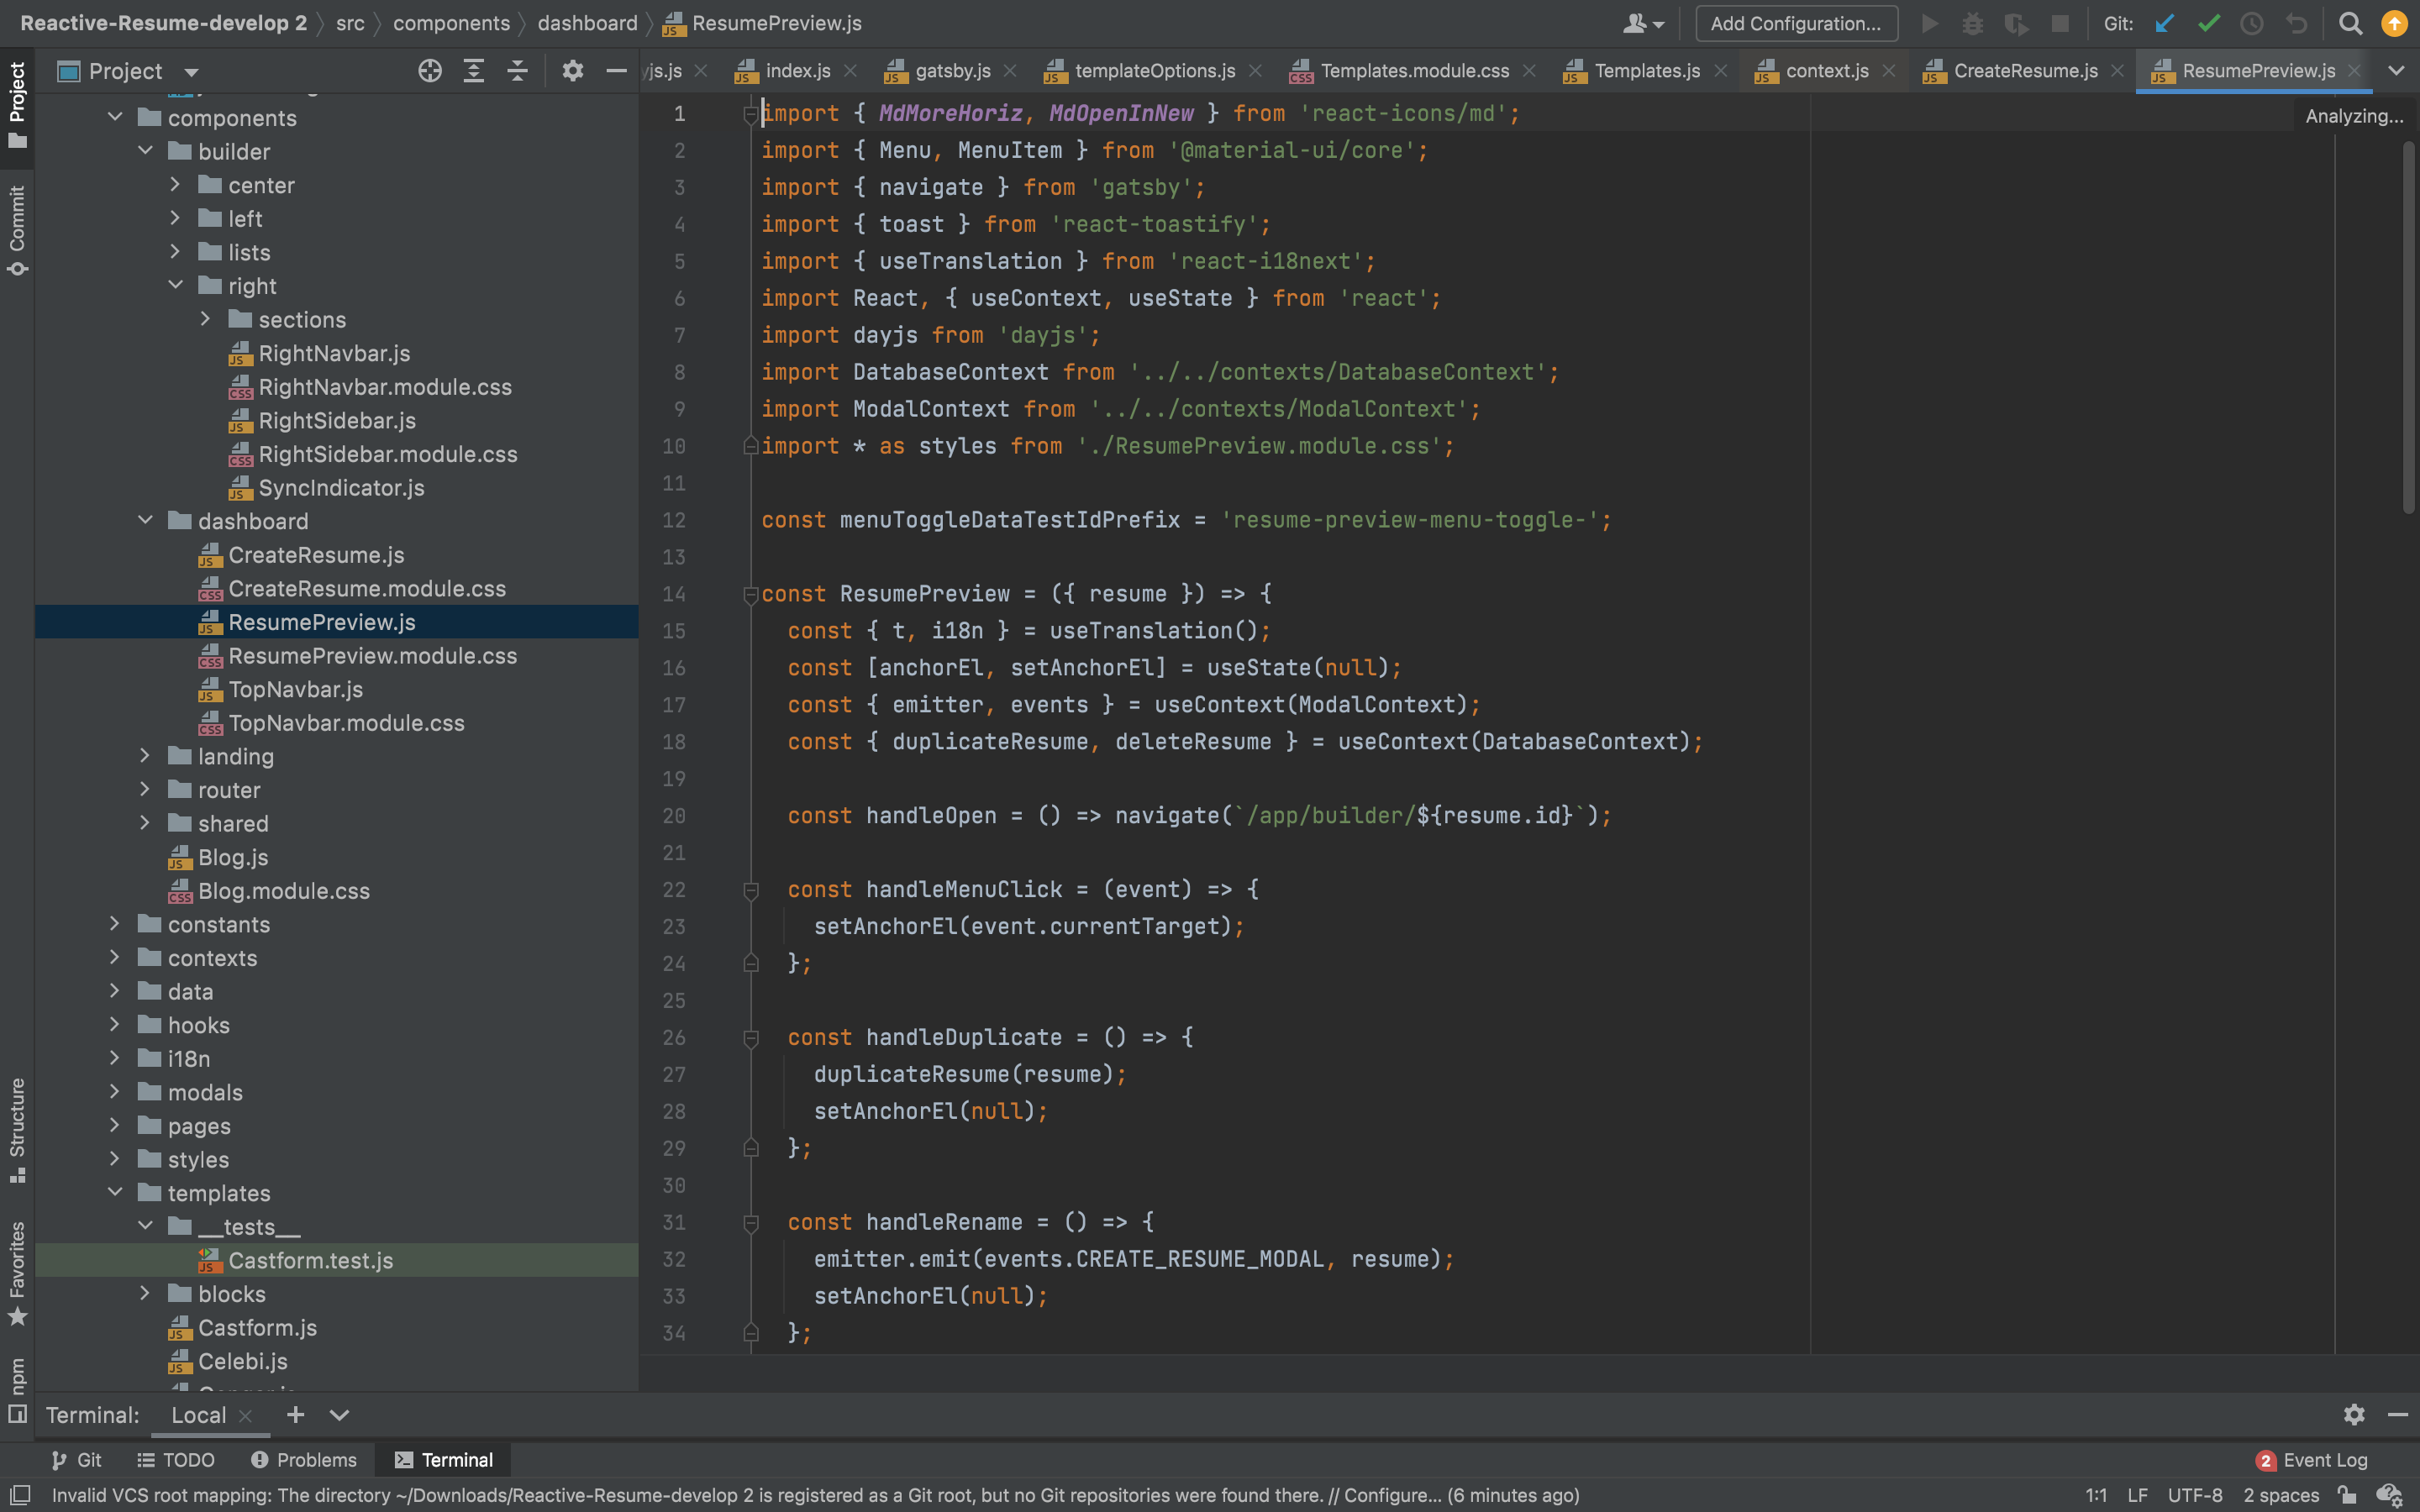 Reactive-Resume-develop 2 src components dashboard ResumePreview.js
Add Configuration...
Git:
Project
yjs.js
index.js
gatsby.js
templateOptions.js
Templates.module.css
Templates.js
context.js
CreateResume.js
ResumePreview.js
Project
Commit
Structure
Favorites
npm
components
builder
center
left
lists
right
sections
RightNavbar.js
RightNavbar.module.css
RightSidebar.js
RightSidebar.module.css
SyncIndicator.js
dashboard
CreateResume.js
CreateResume.module.css
ResumePreview.js
ResumePreview.module.css
TopNavbar.js
TopNavbar.module.css
landing
router
shared
Blog.js
Blog.module.css
constants
contexts
data
hooks
i18n
modals
pages
styles
templates
__tests__
Castform.test.js
blocks
Castform.js
Celebi.js
Analyzing...
1 import { MdMoreHoriz, MdOpenInNew } from 'react-icons/md';
2 import { Menu, MenuItem } from '@material-ui/core';
3 import { navigate } from 'gatsby';
4 import { toast } from 'react-toastify';
5 import { useTranslation } from 'react-i18next';
6 import React, { useContext, useState } from 'react';
7 import dayjs from 'dayjs';
8 import DatabaseContext from '../../contexts/DatabaseContext';
9 import ModalContext from '../../contexts/ModalContext';
10 import * as styles from './ResumePreview.module.css';
11
12 const menuToggleDataTestIdPrefix = 'resume-preview-menu-toggle-';
13
14 const ResumePreview = ({ resume }) => {
15 const { t, i18n } = useTranslation();
16 const [anchorEl, setAnchorEl] = useState(null);
17 const { emitter, events } = useContext(ModalContext);
18 const { duplicateResume, deleteResume } = useContext(DatabaseContext);
19
20 const handleOpen = () => navigate(`/app/builder/${resume.id}`);
21
22 const handleMenuClick = (event) => {
23 setAnchorEl(event.currentTarget);
24 };
25
26 const handleDuplicate = () => {
27 duplicateResume(resume);
28 setAnchorEl(null);
29 };
30
31 const handleRename = () => {
32 emitter.emit(events.CREATE_RESUME_MODAL, resume);
33 setAnchorEl(null);
34 };
Terminal: Local
Git TODO Problems Terminal 2 Event Log
Invalid VCS root mapping: The directory ~/Downloads/Reactive-Resume-develop 2 is registered as a Git root, but no Git repositories were found there. // Configure... (6 minutes ago) 1:1 LF UTF-8 2 spaces